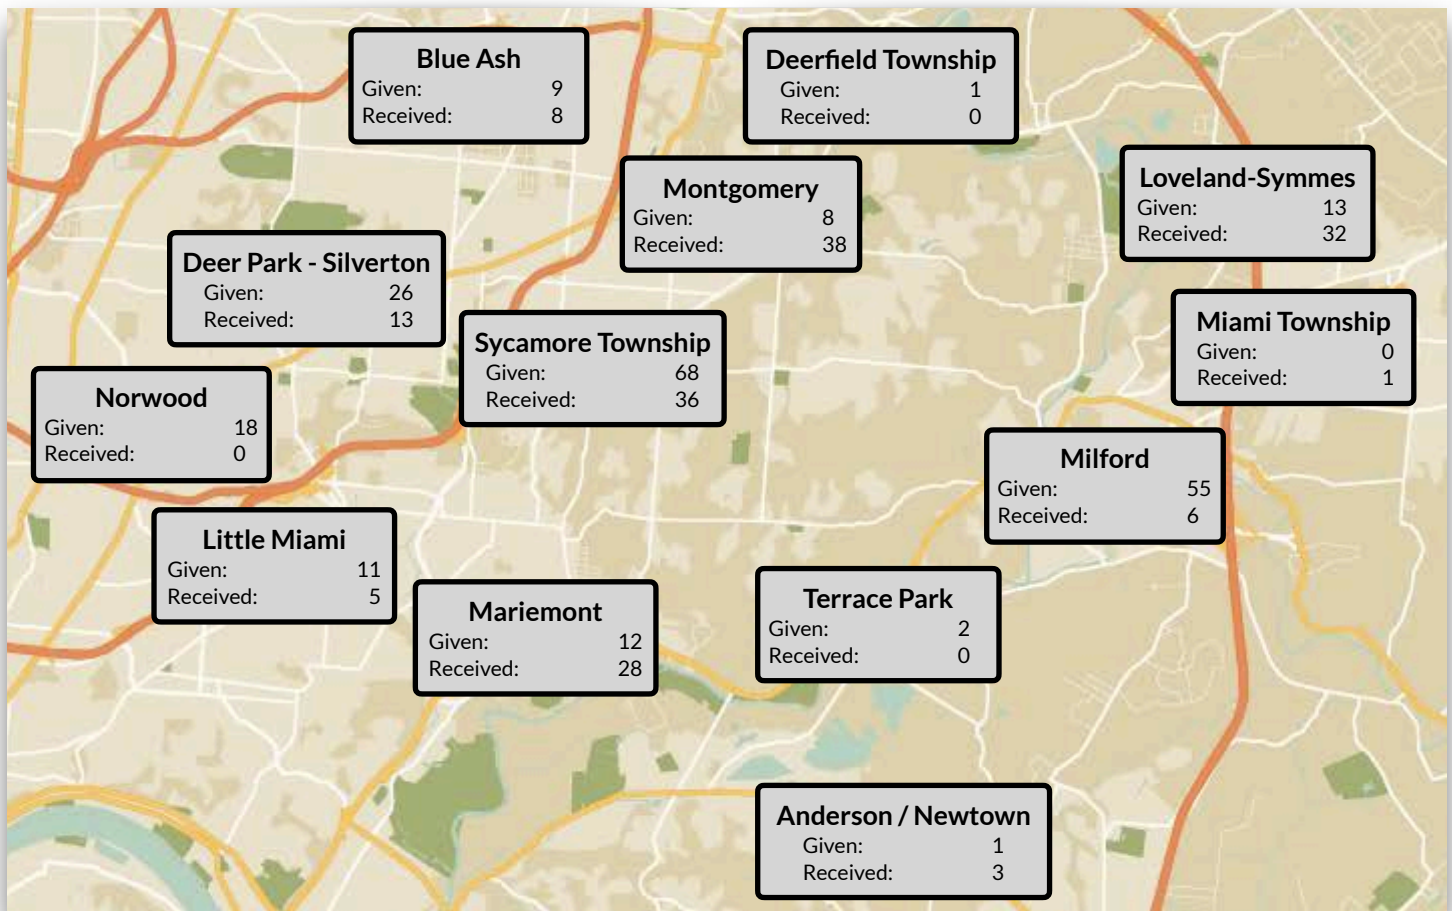 Blue Ash
Given: 9
Received: 8
Deerfield Township
Given: 1
Received: 0
Montgomery
Given: 8
Received: 38
Loveland-Symmes
Given: 13
Received: 32
Deer Park - Silverton
Given: 26
Received: 13
Sycamore Township
Given: 68
Received: 36
Miami Township
Given: 0
Received: 1
Norwood
Given: 18
Received: 0
Milford
Given: 55
Received: 6
Little Miami
Given: 11
Received: 5
Mariemont
Given: 12
Received: 28
Terrace Park
Given: 2
Received: 0
Anderson / Newtown
Given: 1
Received: 3